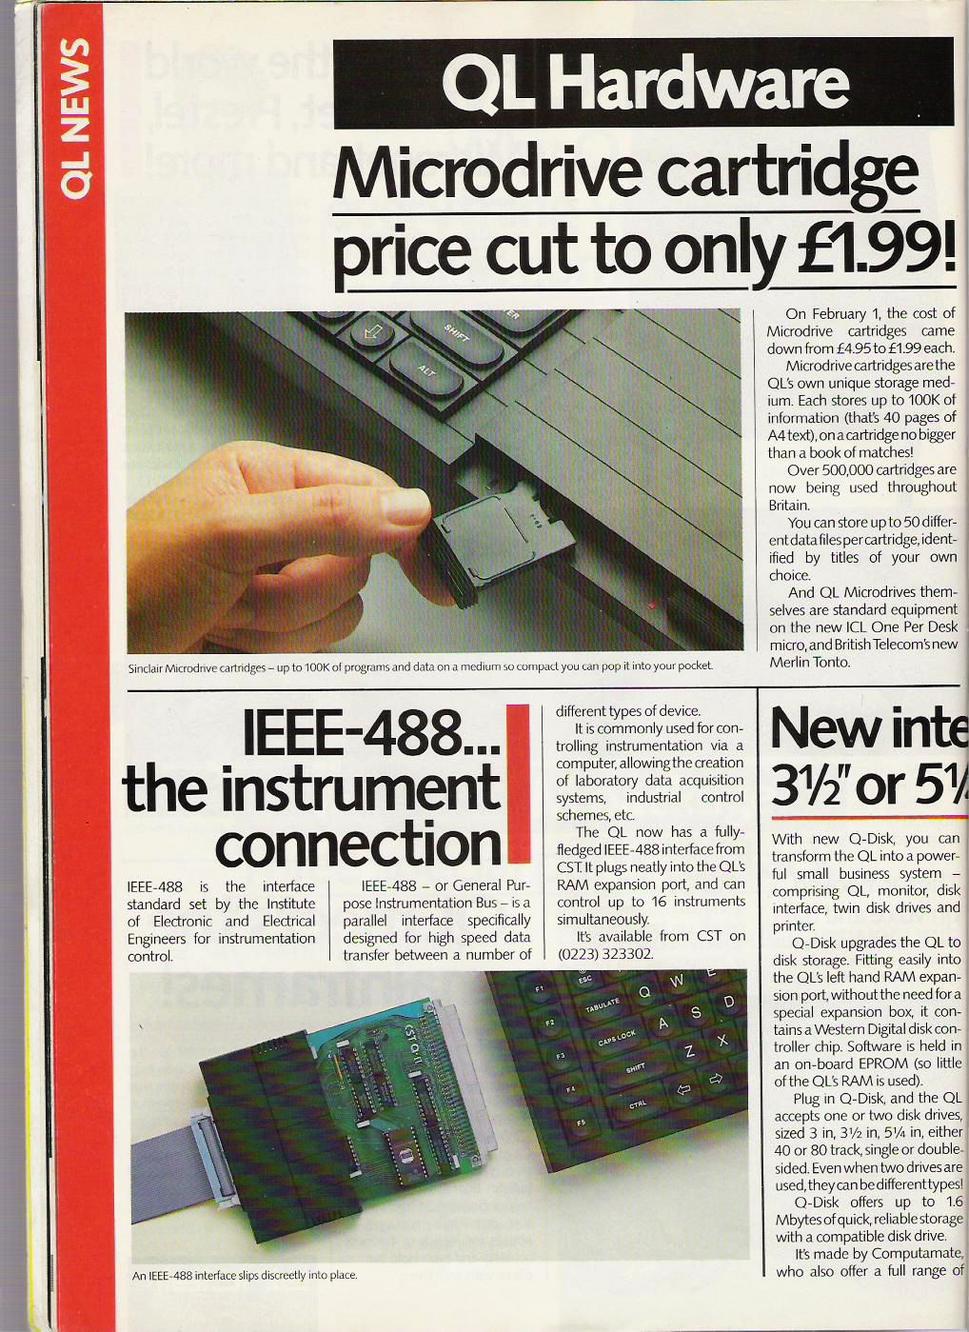 QL NEWS
QL Hardware
Microdrive cartridge
price cut to only £1.99!
On February 1, the cost of
Microdrive cartridges came
down from £4.95 to £1.99 each.
Microdrive cartridges are the
QL's own unique storage med-
ium. Each stores up to 100K of
information (that's 40 pages of
A4 text), on a cartridge no bigger
than a book of matches!
Over 500,000 cartridges are
now being used throughout
Britain.
You can store up to 50 differ-
ent data files per cartridge, ident-
ified by titles of your own
choice.
And QL Microdrives them-
selves are standard equipment
on the new ICL One Per Desk
micro, and British Telecom's new
Merlin Tonto.
SHIFT
ALT
Sinclair Microdrive cartridges – up to 100K of programs and data on a medium so compact you can pop it into your pocket.
IEEE-488...
the instrument
connection
IEEE-488 is the interface
standard set by the Institute
of Electronic and Electrical
Engineers for instrumentation
control.
IEEE-488 – or General Pur-
pose Instrumentation Bus – is a
parallel interface specifically
designed for high speed data
transfer between a number of
different types of device.
It is commonly used for con-
trolling instrumentation via a
computer, allowing the creation
of laboratory data acquisition
systems, industrial control
schemes, etc.
The QL now has a fully-
fledged IEEE-488 interface from
CST. It plugs neatly into the QL's
RAM expansion port, and can
control up to 16 instruments
simultaneously.
It's available from CST on
(0223) 323302.
F1 ESC Q W E
F2 TABULATE A S D
F3 CAPS LOCK Z X
F4 SHIFT
F5 CTRL
An IEEE-488 interface slips discreetly into place.
New inte
3½" or 5¼
With new Q-Disk, you can
transform the QL into a power-
ful small business system –
comprising QL, monitor, disk
interface, twin disk drives and
printer.
Q-Disk upgrades the QL to
disk storage. Fitting easily into
the QL's left hand RAM expan-
sion port, without the need for a
special expansion box, it con-
tains a Western Digital disk con-
troller chip. Software is held in
an on-board EPROM (so little
of the QL's RAM is used).
Plug in Q-Disk, and the QL
accepts one or two disk drives,
sized 3 in, 3½ in, 5¼ in, either
40 or 80 track, single or double-
sided. Even when two drives are
used, they can be different types!
Q-Disk offers up to 1.6
Mbytes of quick, reliable storage
with a compatible disk drive.
It's made by Computamate,
who also offer a full range of